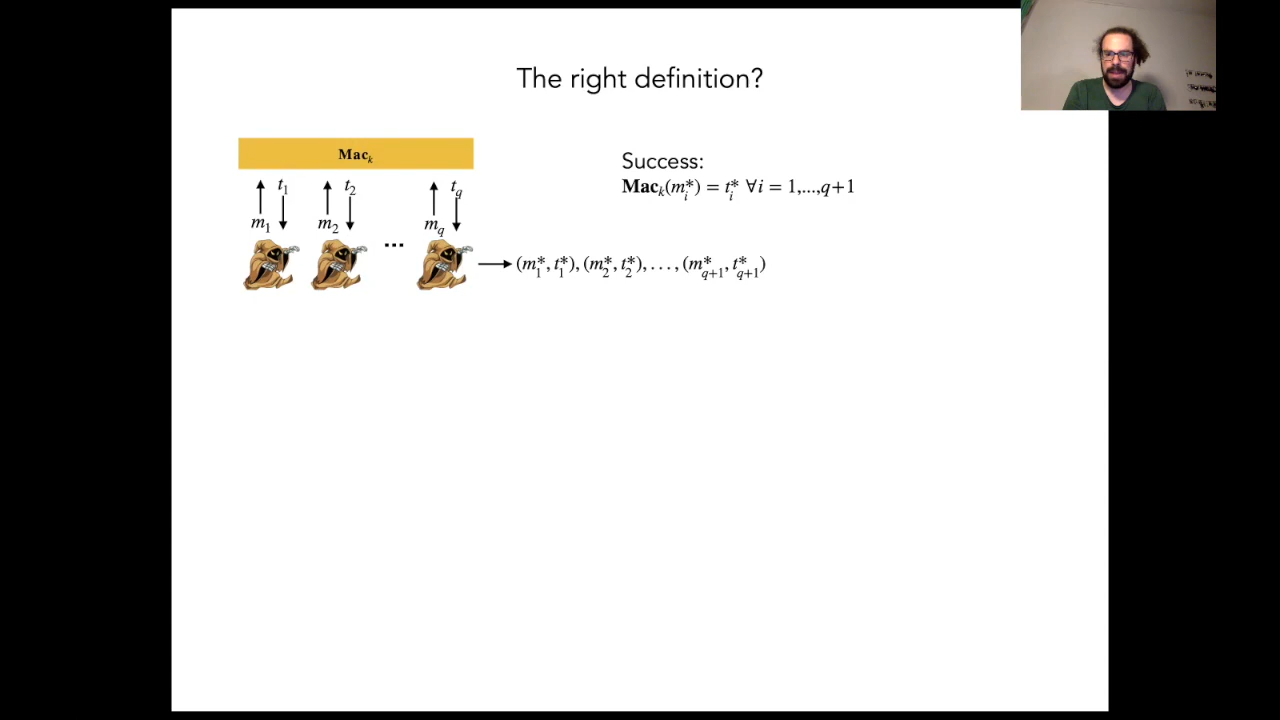 The right definition?
Mac_k
t_1 t_2 t_q
m_1 m_2 ... m_q
(m*_1, t*_1), (m*_2, t*_2), . . . , (m*_{q+1}, t*_{q+1})
Success:
Mac_k(m*_i) = t*_i ∀i = 1,...,q+1